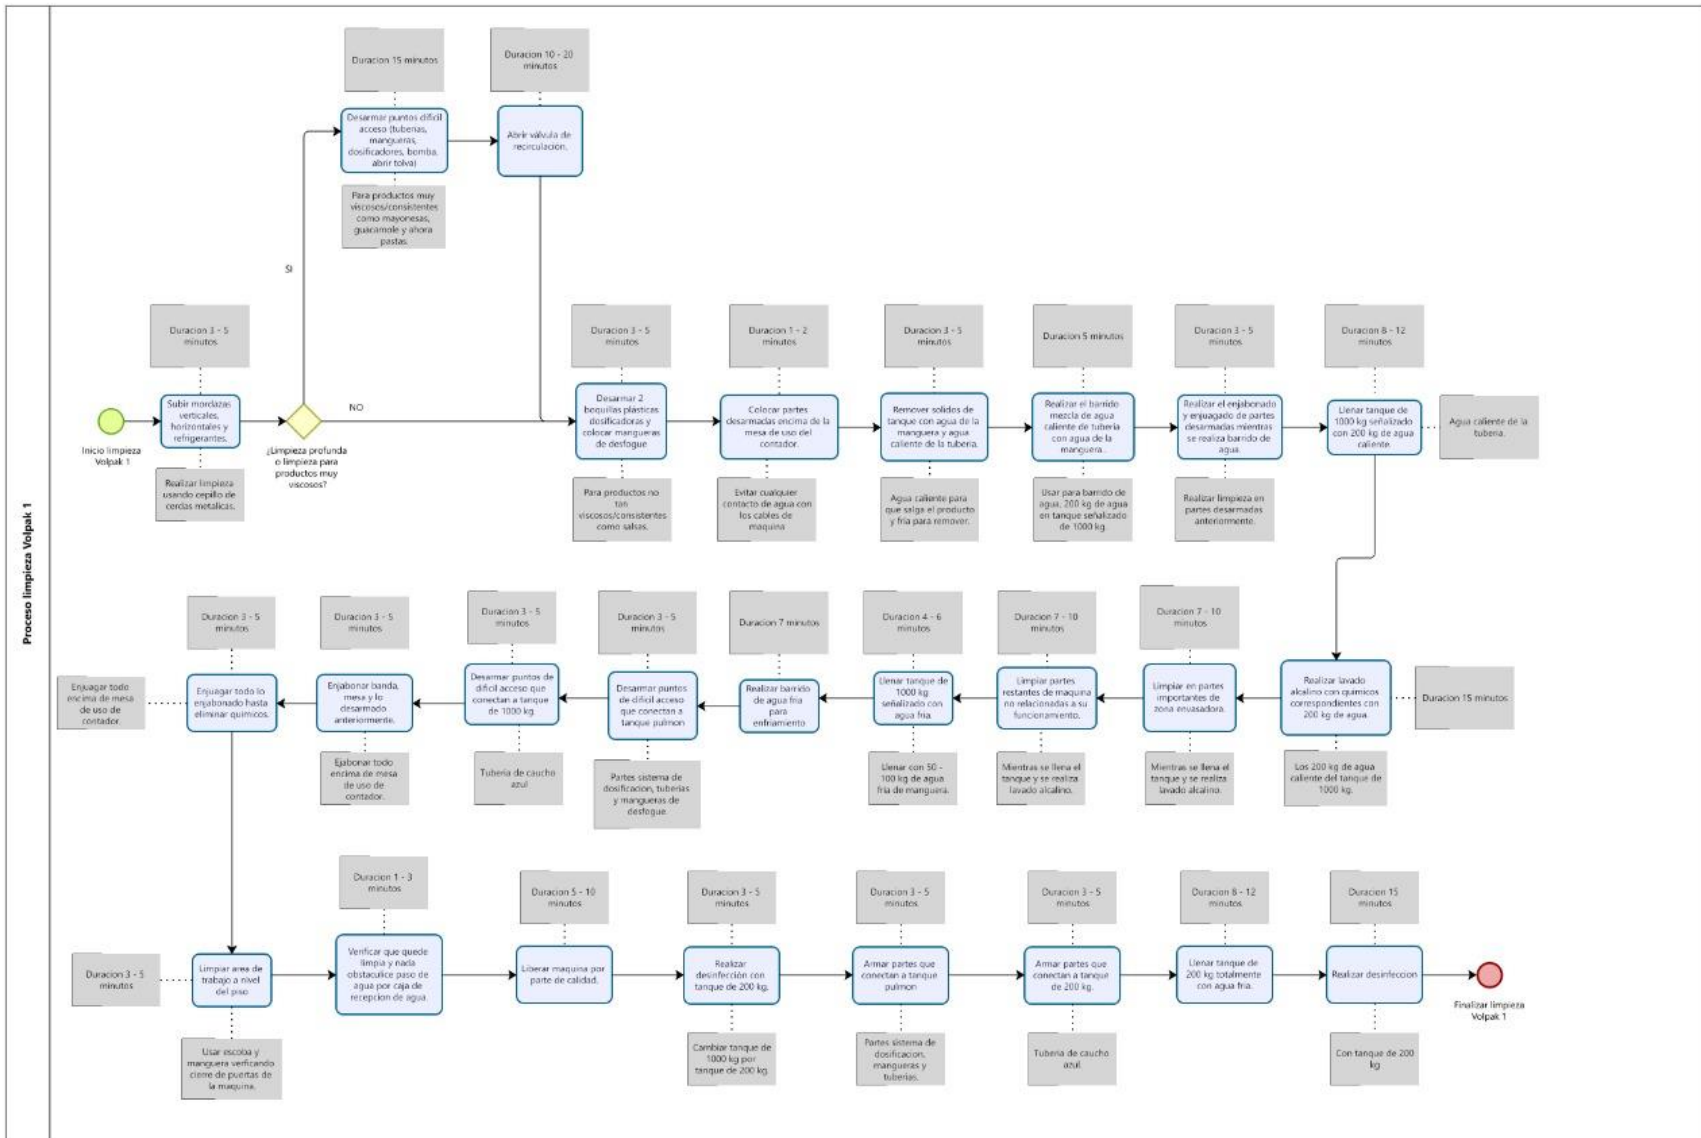 Proceso limpieza Volpak 1
Duracion 15 minutos
Duracion 10 - 20
minutos
Desarmar puntos dificil
acceso (tuberias,
mangueras,
dosificadores, bomba,
abrir tolva)
Abrir válvula de
recirculación.
Para productos muy
viscosos/consistentes
como mayonesas,
guacamole y ahora
pastas.
SI
Duracion 3 - 5
minutos
Subir mordazas
verticales,
horizontales y
refrigerantes.
Inicio limpieza
Volpak 1
Realizar limpieza
usando cepillo de
cerdas metalicas.
NO
¿Limpieza profunda
o limpieza para
productos muy
viscosos?
Duracion 3 - 5
minutos
Desarmar 2
boquillas plásticas
dosificadoras y
colocar mangueras
de desfogue
Para productos no
tan
viscosos/consistentes
como salsas.
Duracion 1 - 2
minutos
Colocar partes
desarmadas encima de la
mesa de uso del
contador.
Evitar cualquier
contacto de agua con
los cables de
maquina
Duracion 3 - 5
minutos
Remover solidos de
tanque con agua de la
manguera y agua
caliente de la tuberia.
Agua caliente para
que salga el producto
y fria para remover.
Duracion 5 minutos
Realizar el barrido
mezcla de agua
caliente de tuberia
con agua de la
manguera.
Usar para barrido de
agua, 200 kg de agua
en tanque señalizado
de 1000 kg.
Duracion 3 - 5
minutos
Realizar el enjabonado
y enjuagado de partes
desarmadas mientras
se realiza barrido de
agua.
Realizar limpieza en
partes desarmadas
anteriormente.
Duracion 8 - 12
minutos
Llenar tanque de
1000 kg señalizado
con 200 kg de agua
caliente.
Agua caliente de la
tuberia.
Duracion 3 - 5
minutos
Enjuagar todo lo
enjabonado hasta
eliminar quimicos.
Enjuagar todo
encima de mesa
de uso de
contador.
Duracion 3 - 5
minutos
Enjabonar banda,
mesa y lo
desarmado
anteriormente.
Ejabonar todo
encima de mesa
de uso de
contador.
Duracion 3 - 5
minutos
Desarmar puntos de
dificil acceso que
conectan a tanque
de 1000 kg.
Tuberia de caucho
azul
Duracion 3 - 5
minutos
Desarmar puntos
de dificil acceso
que conectan a
tanque pulmon
Partes sistema de
dosificacion, tuberias
y mangueras de
desfogue.
Duracion 7 minutos
Realizar barrido
de agua fria para
enfriamiento
Duracion 4 - 6
minutos
Llenar tanque de
1000 kg
señalizado con
agua fria.
Llenar con 50 -
100 kg de agua
fria de manguera.
Duracion 7 - 10
minutos
Limpiar partes
restantes de maquina
no relacionadas a su
funcionamiento.
Mientras se llena el
tanque y se realiza
lavado alcalino.
Duracion 7 - 10
minutos
Limpiar en partes
importantes de
zona envasadora.
Mientras se llena el
tanque y se realiza
lavado alcalino.
Realizar lavado
alcalino con quimicos
correspondientes con
200 kg de agua.
Duracion 15 minutos
Los 200 kg de agua
caliente del tanque de
1000 kg.
Duracion 3 - 5
minutos
Limpiar area de
trabajo a nivel
del piso
Usar escoba y
manguera verficando
cierre de puertas de
la maquina.
Duracion 1 - 3
minutos
Verificar que quede
limpia y nada
obstaculice paso de
agua por caja de
recepcion de agua.
Duracion 5 - 10
minutos
Liberar maquina por
parte de calidad.
Duracion 3 - 5
minutos
Realizar
desinfección con
tanque de 200 kg.
Cambiar tanque de
1000 kg por
tanque de 200 kg.
Duracion 3 - 5
minutos
Armar partes que
conectan a tanque
pulmon
Partes sistema de
dosificacion,
mangueras y
tuberias.
Duracion 3 - 5
minutos
Armar partes que
conectan a tanque
de 200 kg.
Tuberia de caucho
azul.
Duracion 8 - 12
minutos
Llenar tanque de
200 kg totalmente
con agua fria.
Duracion 15
minutos
Realizar desinfeccion
Con tanque de 200
kg
Finalizar limpieza
Volpak 1